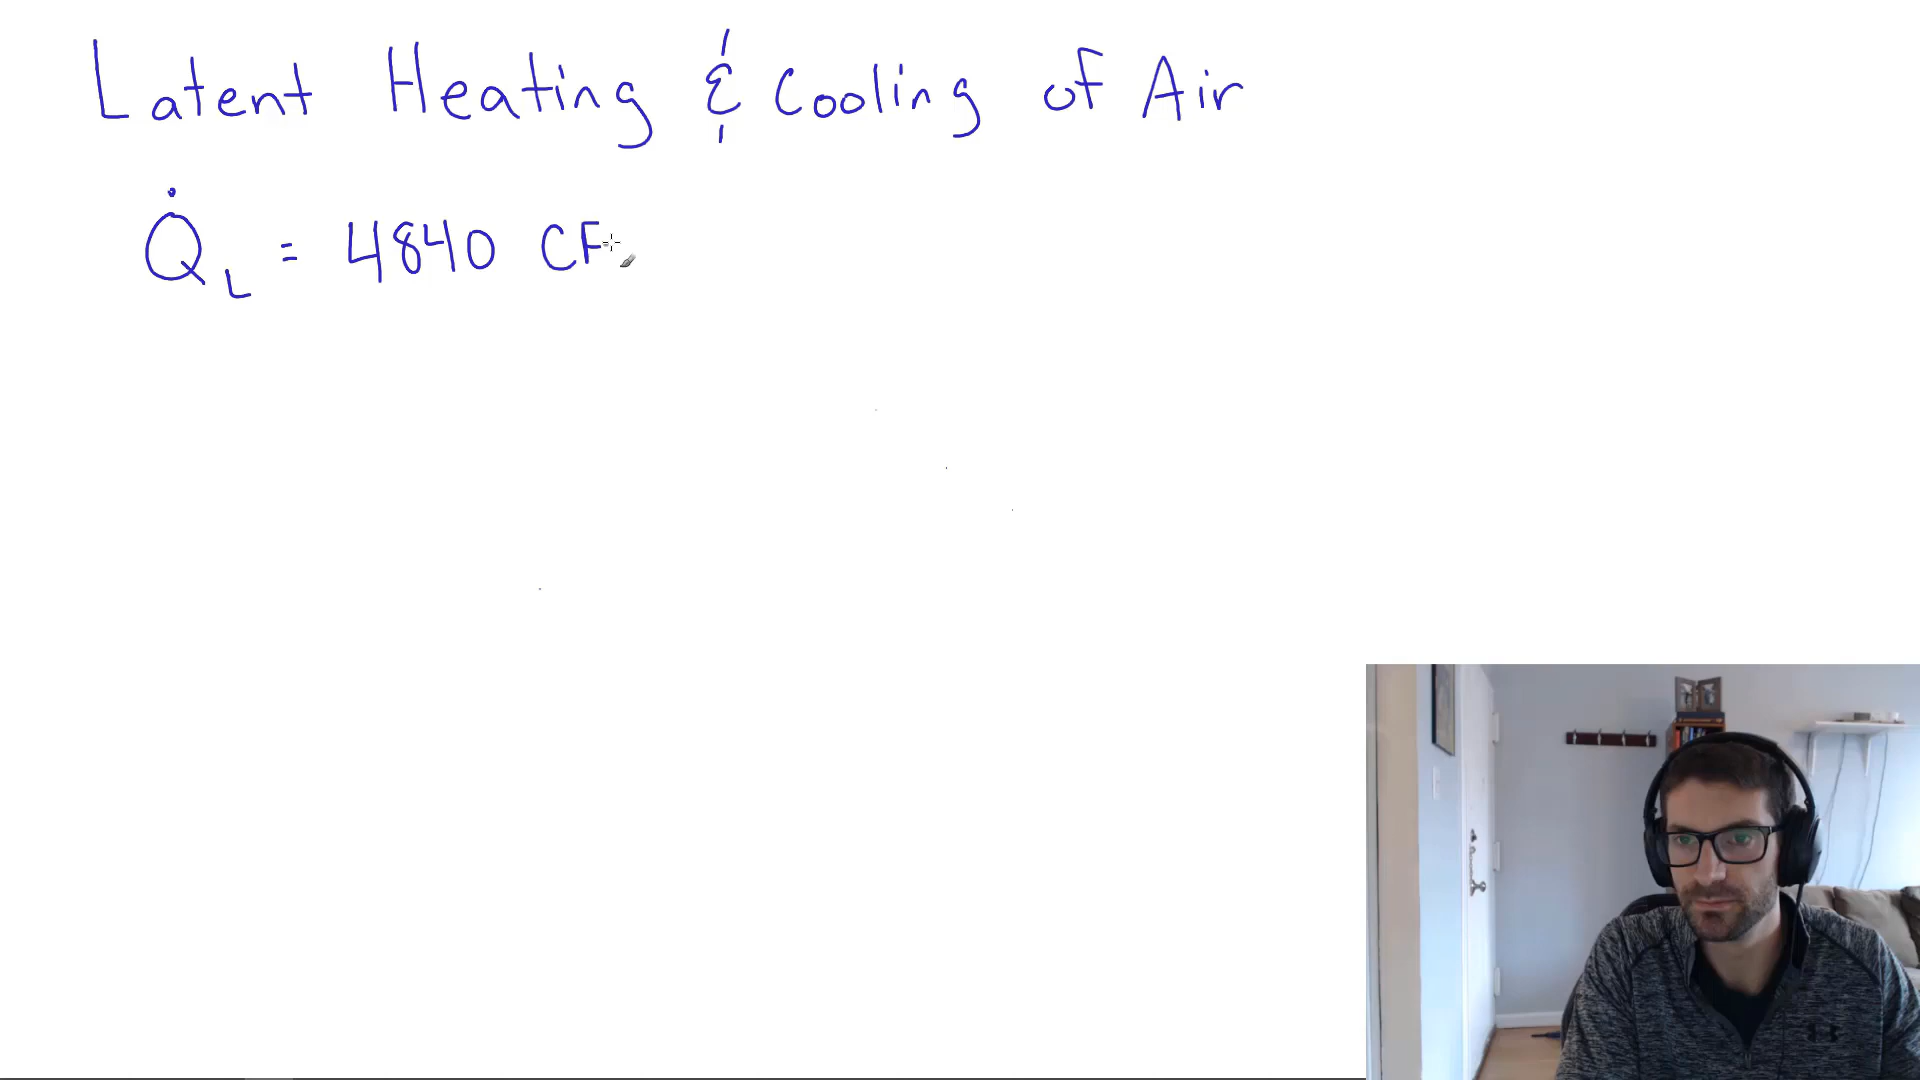 Latent Heating & Cooling of Air
Q̇L = 4840 CF